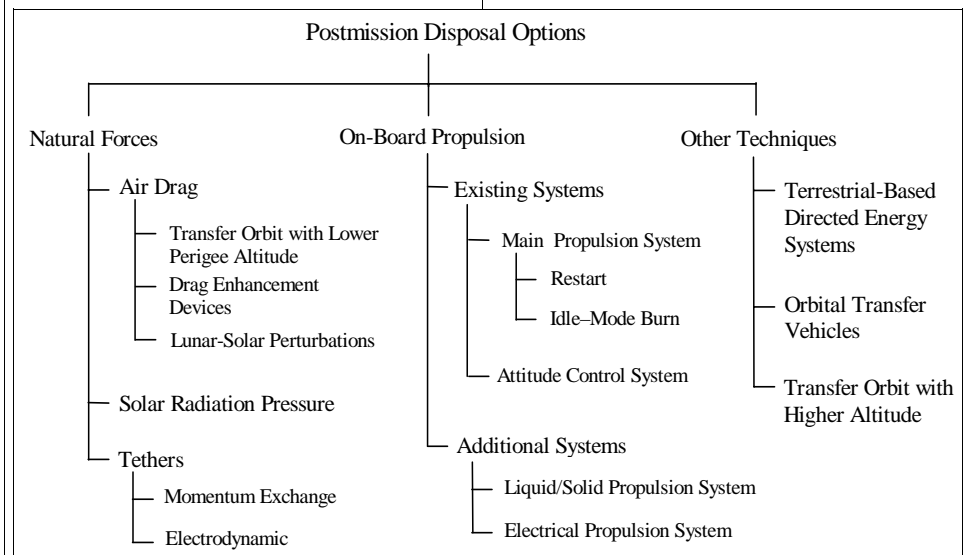 Postmission Disposal Options
Natural Forces
Air Drag
Transfer Orbit with Lower
Perigee Altitude
Drag Enhancement
Devices
Lunar-Solar Perturbations
Solar Radiation Pressure
Tethers
Momentum Exchange
Electrodynamic
On-Board Propulsion
Existing Systems
Main Propulsion System
Restart
Idle–Mode Burn
Attitude Control System
Additional Systems
Liquid/Solid Propulsion System
Electrical Propulsion System
Other Techniques
Terrestrial-Based
Directed Energy
Systems
Orbital Transfer
Vehicles
Transfer Orbit with
Higher Altitude